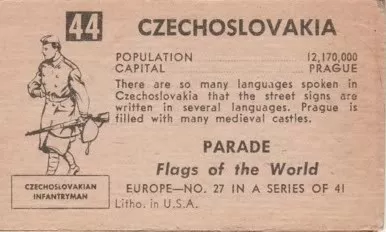 44
CZECHOSLOVAKIA
POPULATION 12,170,000
CAPITAL PRAGUE
There are so many languages spoken in
Czechoslovakia that the street signs are
written in several languages. Prague is
filled with many medieval castles.
PARADE
Flags of the World
EUROPE—NO. 27 IN A SERIES OF 41
Litho. in U.S.A.
CZECHOSLOVAKIAN
INFANTRYMAN